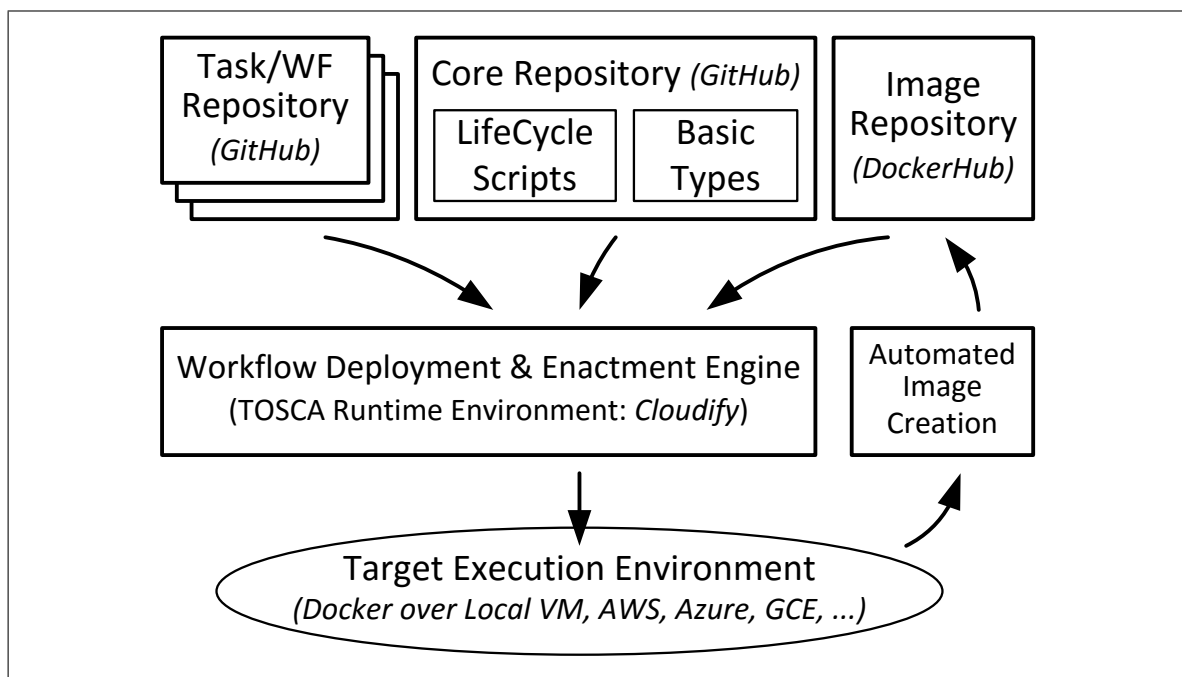 Task/WF
Repository
(GitHub)
Core Repository (GitHub)
LifeCycle
Scripts
Basic
Types
Image
Repository
(DockerHub)
Workflow Deployment & Enactment Engine
(TOSCA Runtime Environment: Cloudify)
Automated
Image
Creation
Target Execution Environment
(Docker over Local VM, AWS, Azure, GCE, ...)